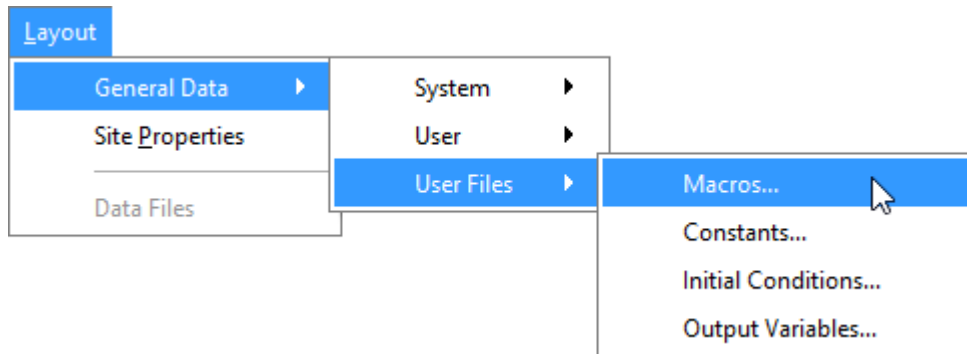 Layout
General Data
Site Properties
Data Files
System
User
User Files
Macros...
Constants...
Initial Conditions...
Output Variables...